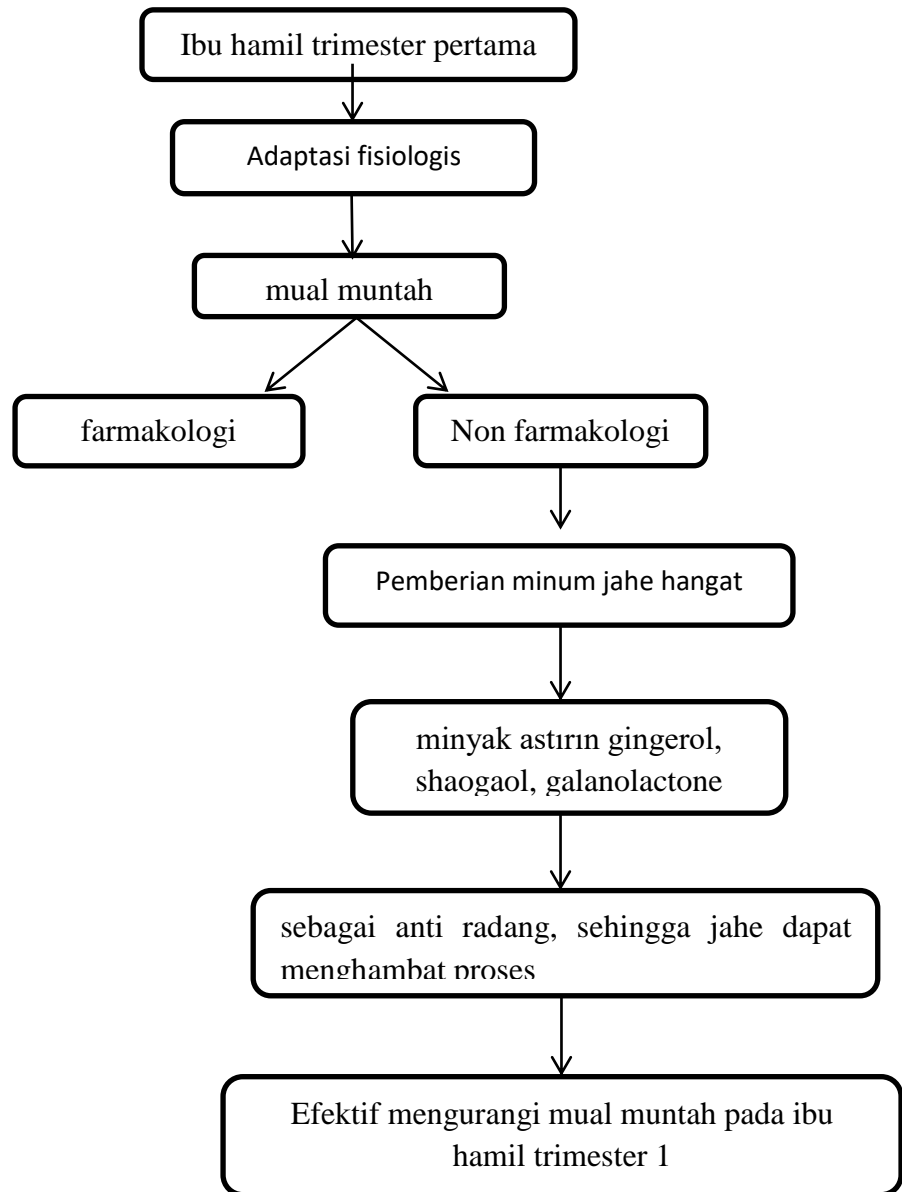 Ibu hamil trimester pertama
Adaptasi fisiologis
mual muntah
farmakologi
Non farmakologi
Pemberian minum jahe hangat
minyak astırın gingerol,
shaogaol, galanolactone
sebagai anti radang, sehingga jahe dapat
menghambat proses
Efektif mengurangi mual muntah pada ibu
hamil trimester 1